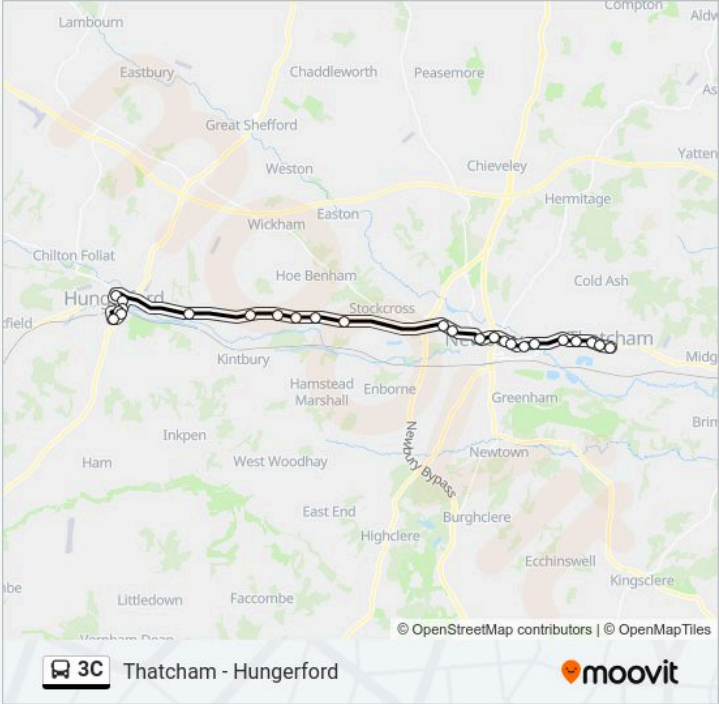 Compton
Lambourn
Eastbury
Chaddleworth
Peasemore
Great Shefford
Yatten
Weston
Chieveley
Hermitage
Easton
Wickham
Chilton Foliat
Hoe Benham
Cold Ash
Stockcross
Thatcham
Kintbury
Midg
Hamstead
Marshall
Enborne
Greenham
Inkpen
Newbury Bypass
Newtown
Ham
West Woodhay
East End
Burghclere
Highclere
Ecchinswell
Kingsclere
Littledown
Faccombe
Vernham Dean
© OpenStreetMap contributors | © OpenMapTiles
3C Thatcham - Hungerford
moovit